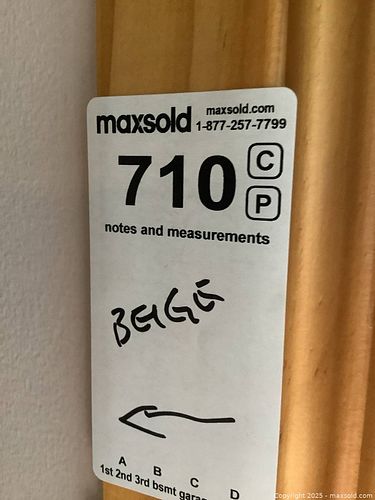 maxsold maxsold.com
1-877-257-7799
710 C
P
notes and measurements
BEIGE
A B C D
1st 2nd 3rd bsmt
Copyright © 2025 - maxsold.com